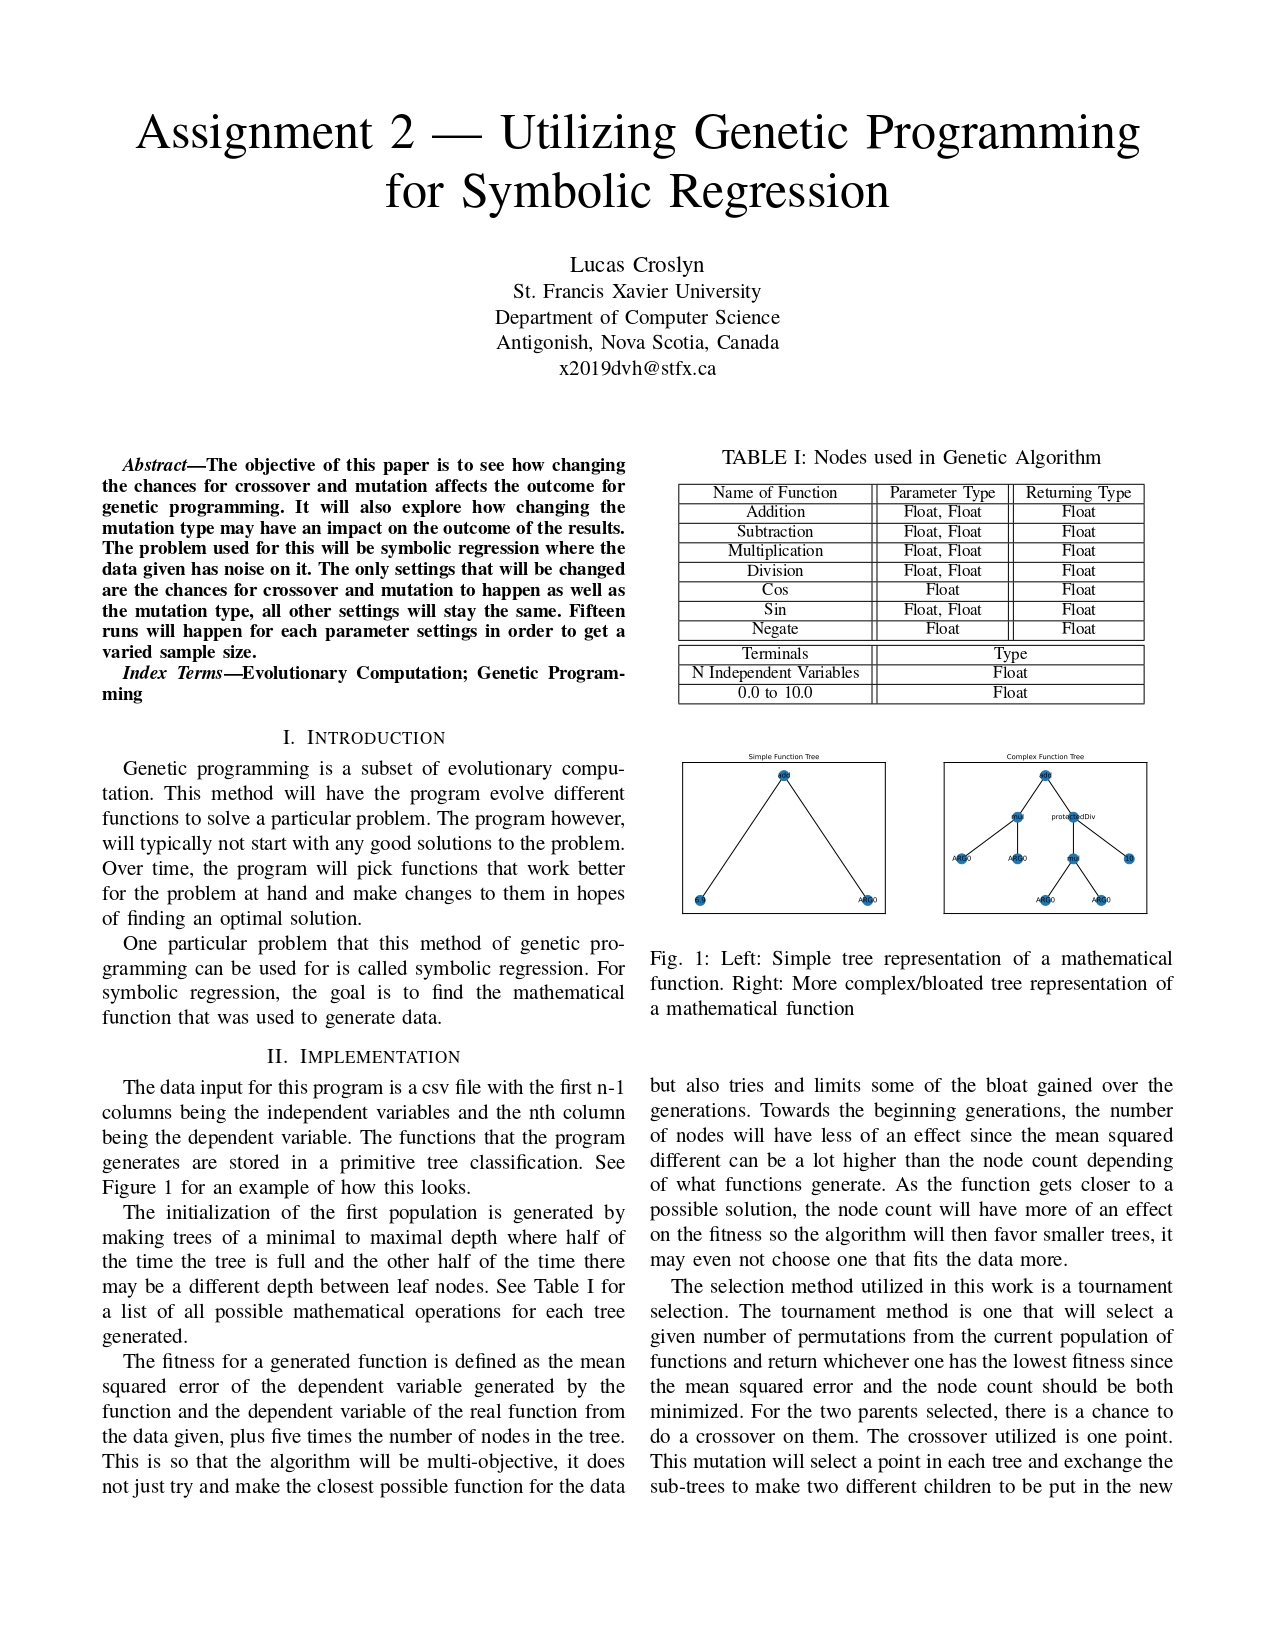 Assignment 2 — Utilizing Genetic Programming
for Symbolic Regression
Lucas Croslyn
St. Francis Xavier University
Department of Computer Science
Antigonish, Nova Scotia, Canada
x2019dvh@stfx.ca
Abstract—The objective of this paper is to see how changing
the chances for crossover and mutation affects the outcome for
genetic programming. It will also explore how changing the
mutation type may have an impact on the outcome of the results.
The problem used for this will be symbolic regression where the
data given has noise on it. The only settings that will be changed
are the chances for crossover and mutation to happen as well as
the mutation type, all other settings will stay the same. Fifteen
runs will happen for each parameter settings in order to get a
varied sample size.
Index Terms—Evolutionary Computation; Genetic Program-
ming
I. INTRODUCTION
Genetic programming is a subset of evolutionary compu-
tation. This method will have the program evolve different
functions to solve a particular problem. The program however,
will typically not start with any good solutions to the problem.
Over time, the program will pick functions that work better
for the problem at hand and make changes to them in hopes
of finding an optimal solution.
One particular problem that this method of genetic pro-
gramming can be used for is called symbolic regression. For
symbolic regression, the goal is to find the mathematical
function that was used to generate data.
II. IMPLEMENTATION
The data input for this program is a csv file with the first n-1
columns being the independent variables and the nth column
being the dependent variable. The functions that the program
generates are stored in a primitive tree classification. See
Figure 1 for an example of how this looks.
The initialization of the first population is generated by
making trees of a minimal to maximal depth where half of
the time the tree is full and the other half of the time there
may be a different depth between leaf nodes. See Table I for
a list of all possible mathematical operations for each tree
generated.
The fitness for a generated function is defined as the mean
squared error of the dependent variable generated by the
function and the dependent variable of the real function from
the data given, plus five times the number of nodes in the tree.
This is so that the algorithm will be multi-objective, it does
not just try and make the closest possible function for the data
TABLE I: Nodes used in Genetic Algorithm
Name of Function Parameter Type Returning Type
Addition Float, Float Float
Subtraction Float, Float Float
Multiplication Float, Float Float
Division Float, Float Float
Cos Float Float
Sin Float, Float Float
Negate Float Float
Terminals Type
N Independent Variables Float
0.0 to 10.0 Float
Simple Function Tree
add
6.9 ARG0
Complex Function Tree
add
mul protectedDiv
ARG0 ARG0 mul 10
ARG0 ARG0
Fig. 1: Left: Simple tree representation of a mathematical
function. Right: More complex/bloated tree representation of
a mathematical function
but also tries and limits some of the bloat gained over the
generations. Towards the beginning generations, the number
of nodes will have less of an effect since the mean squared
different can be a lot higher than the node count depending
of what functions generate. As the function gets closer to a
possible solution, the node count will have more of an effect
on the fitness so the algorithm will then favor smaller trees, it
may even not choose one that fits the data more.
The selection method utilized in this work is a tournament
selection. The tournament method is one that will select a
given number of permutations from the current population of
functions and return whichever one has the lowest fitness since
the mean squared error and the node count should be both
minimized. For the two parents selected, there is a chance to
do a crossover on them. The crossover utilized is one point.
This mutation will select a point in each tree and exchange the
sub-trees to make two different children to be put in the new